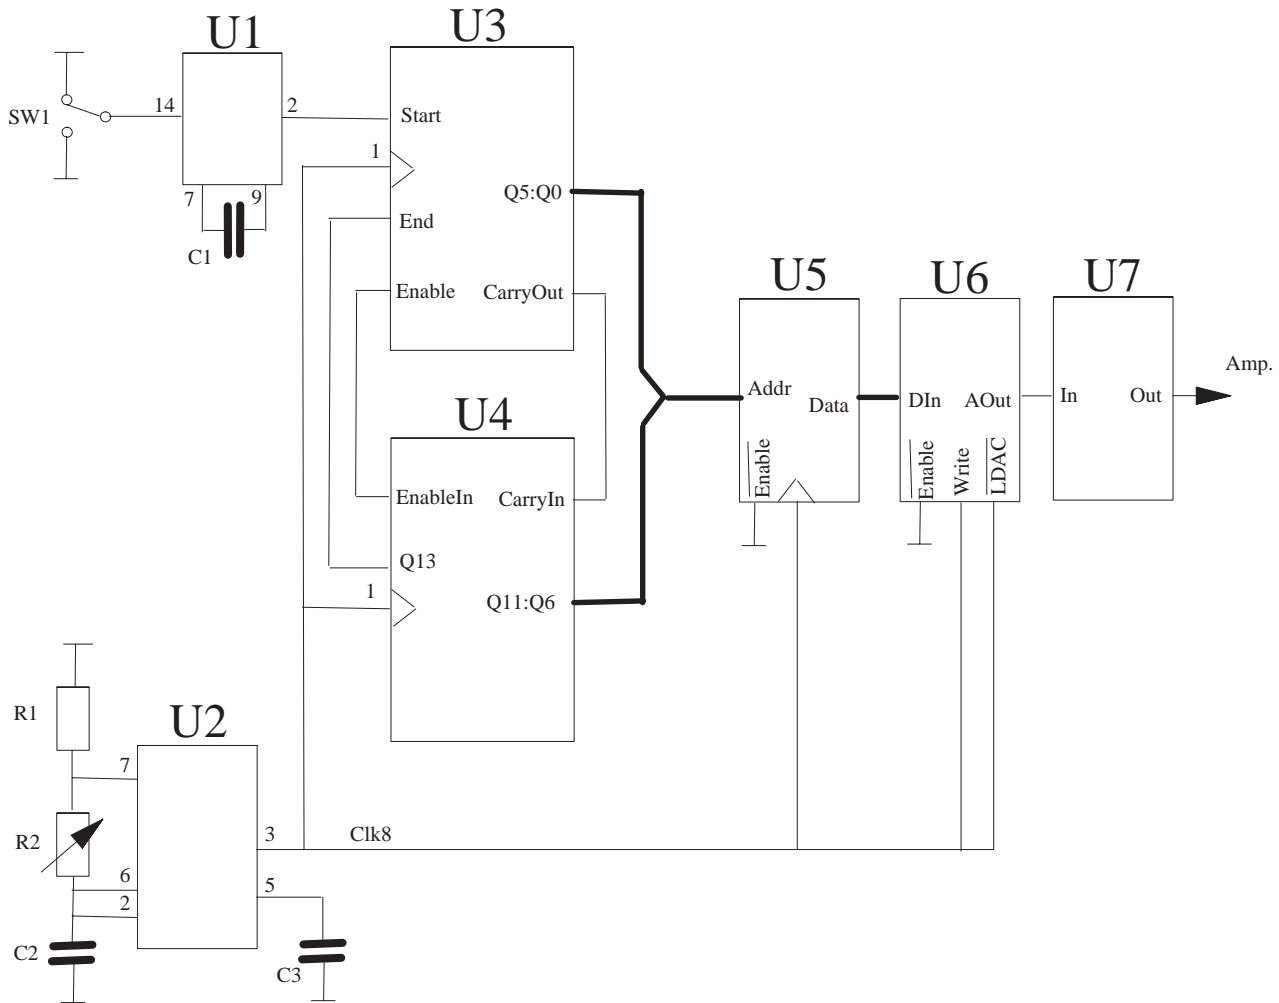 U1
U3
SW1
14
2
Start
1
7
9
C1
End
Q5:Q0
Enable
CarryOut
U4
EnableIn
CarryIn
Q13
1
Q11:Q6
U5
Addr
Data
Enable
U6
DIn
AOut
Enable
Write
LDAC
U7
In
Out
Amp.
R1
U2
7
R2
6
2
3
Clk8
5
C2
C3